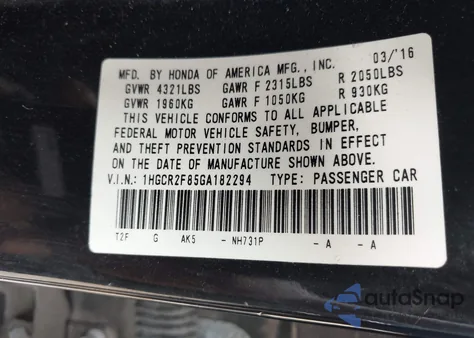 MFD. BY HONDA OF AMERICA MFG., INC. 03/'16
GVWR 4321LBS GAWR F 2315LBS R 2050LBS
GVWR 1960KG GAWR F 1050KG R 930KG
THIS VEHICLE CONFORMS TO ALL APPLICABLE
FEDERAL MOTOR VEHICLE SAFETY, BUMPER,
AND THEFT PREVENTION STANDARDS IN EFFECT
ON THE DATE OF MANUFACTURE SHOWN ABOVE.
V.I.N.: 1HGCR2F85GA182294 TYPE: PASSENGER CAR
T2F G AK5 - NH731P - A - A
autoSnap